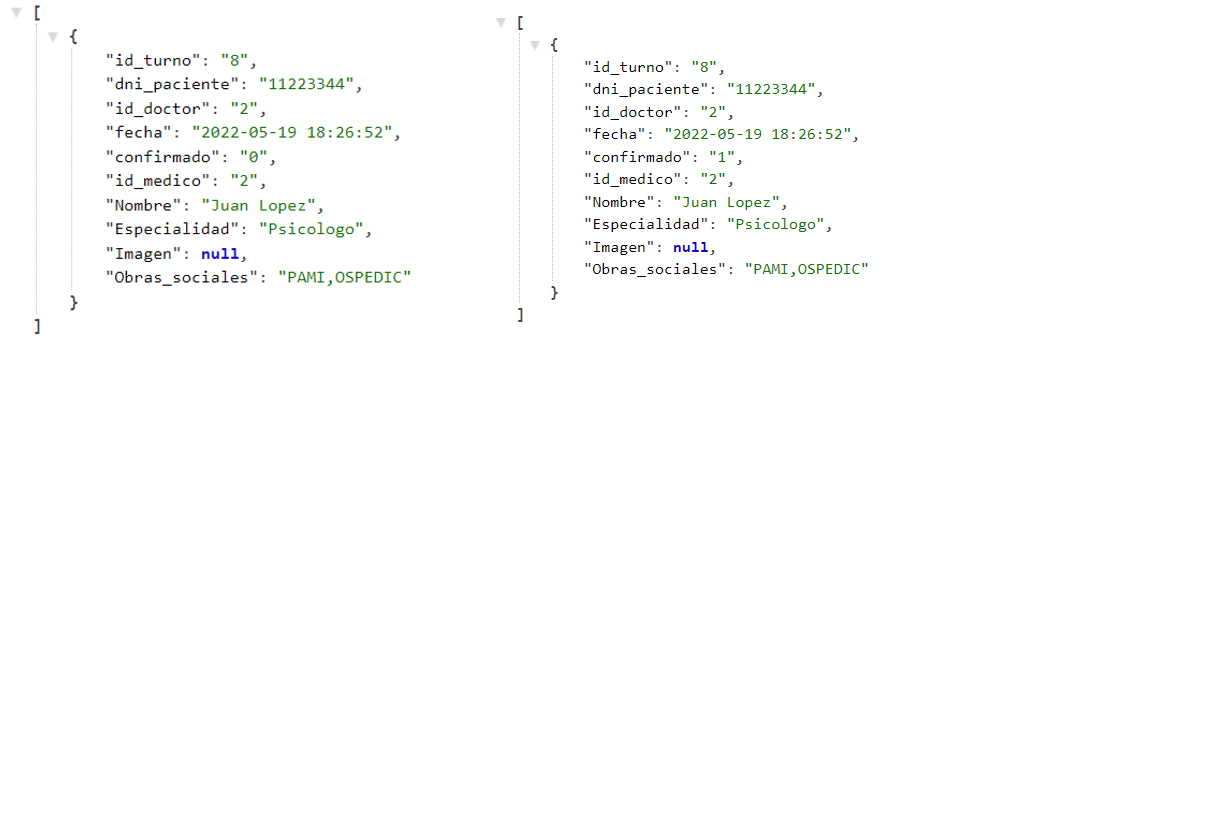 [
{
"id_turno": "8",
"dni_paciente": "11223344",
"id_doctor": "2",
"fecha": "2022-05-19 18:26:52",
"confirmado": "0",
"id_medico": "2",
"Nombre": "Juan Lopez",
"Especialidad": "Psicologo",
"Imagen": null,
"Obras_sociales": "PAMI,OSPEDIC"
}
]
[
{
"id_turno": "8",
"dni_paciente": "11223344",
"id_doctor": "2",
"fecha": "2022-05-19 18:26:52",
"confirmado": "1",
"id_medico": "2",
"Nombre": "Juan Lopez",
"Especialidad": "Psicologo",
"Imagen": null,
"Obras_sociales": "PAMI,OSPEDIC"
}
]